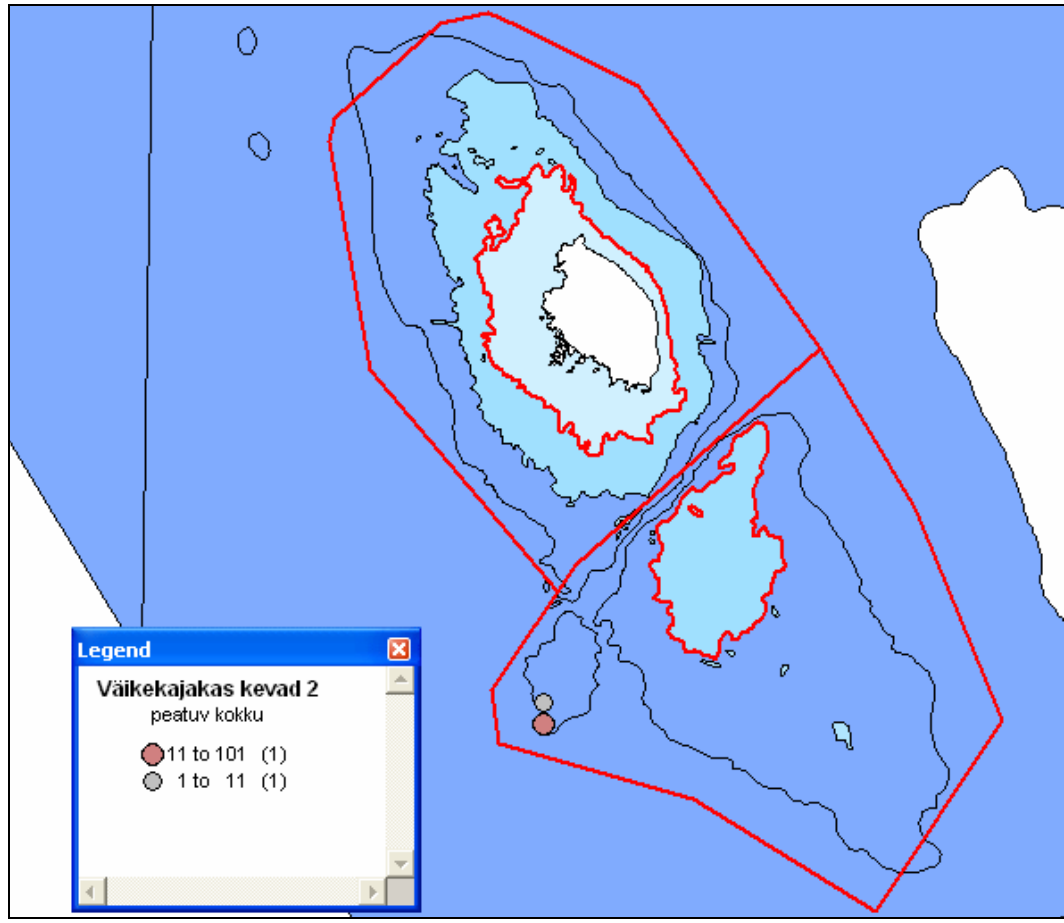 Legend
Väikekajakas kevad 2
peatuv kokku
11 to 101 (1)
1 to 11 (1)